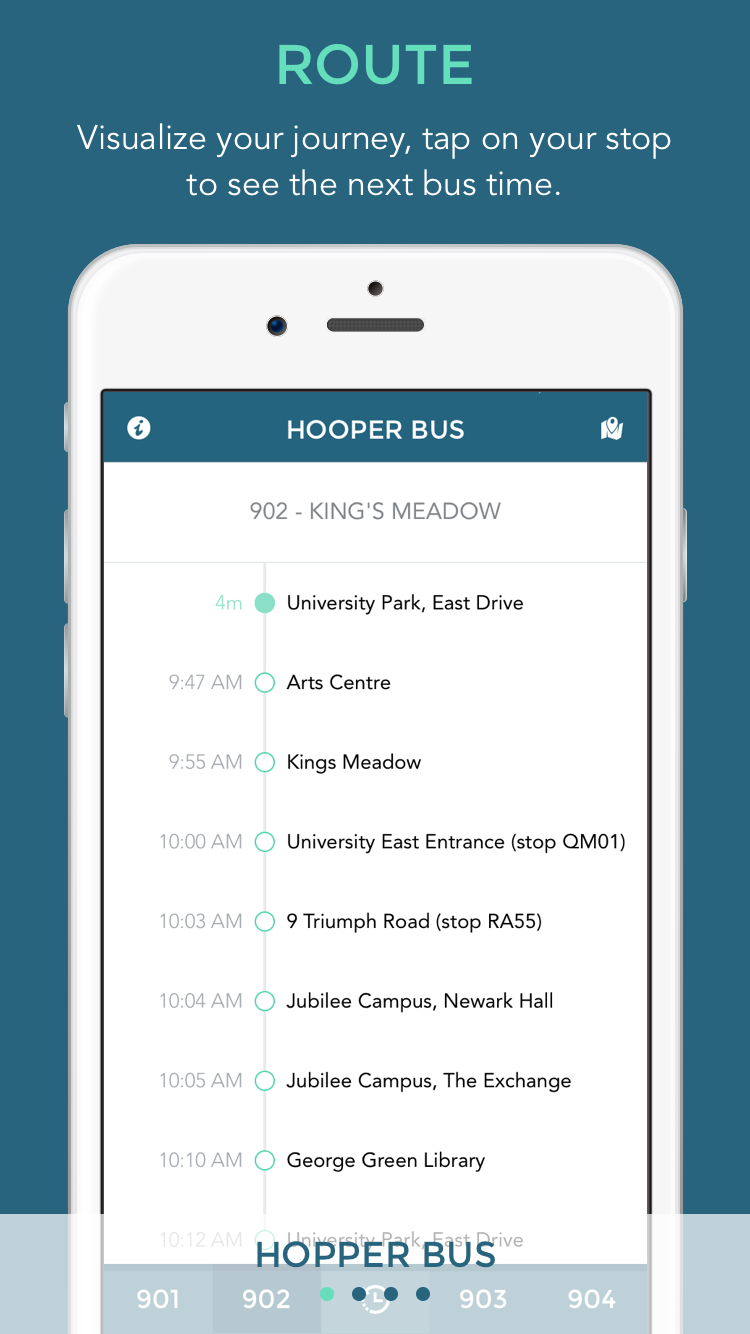 ROUTE
Visualize your journey, tap on your stop
to see the next bus time.
HOOPER BUS
902 - KING'S MEADOW
4m University Park, East Drive
9:47 AM Arts Centre
9:55 AM Kings Meadow
10:00 AM University East Entrance (stop QM01)
10:03 AM 9 Triumph Road (stop RA55)
10:04 AM Jubilee Campus, Newark Hall
10:05 AM Jubilee Campus, The Exchange
10:10 AM George Green Library
10:12 AM University Park, East Drive
HOPPER BUS
901 902 903 904